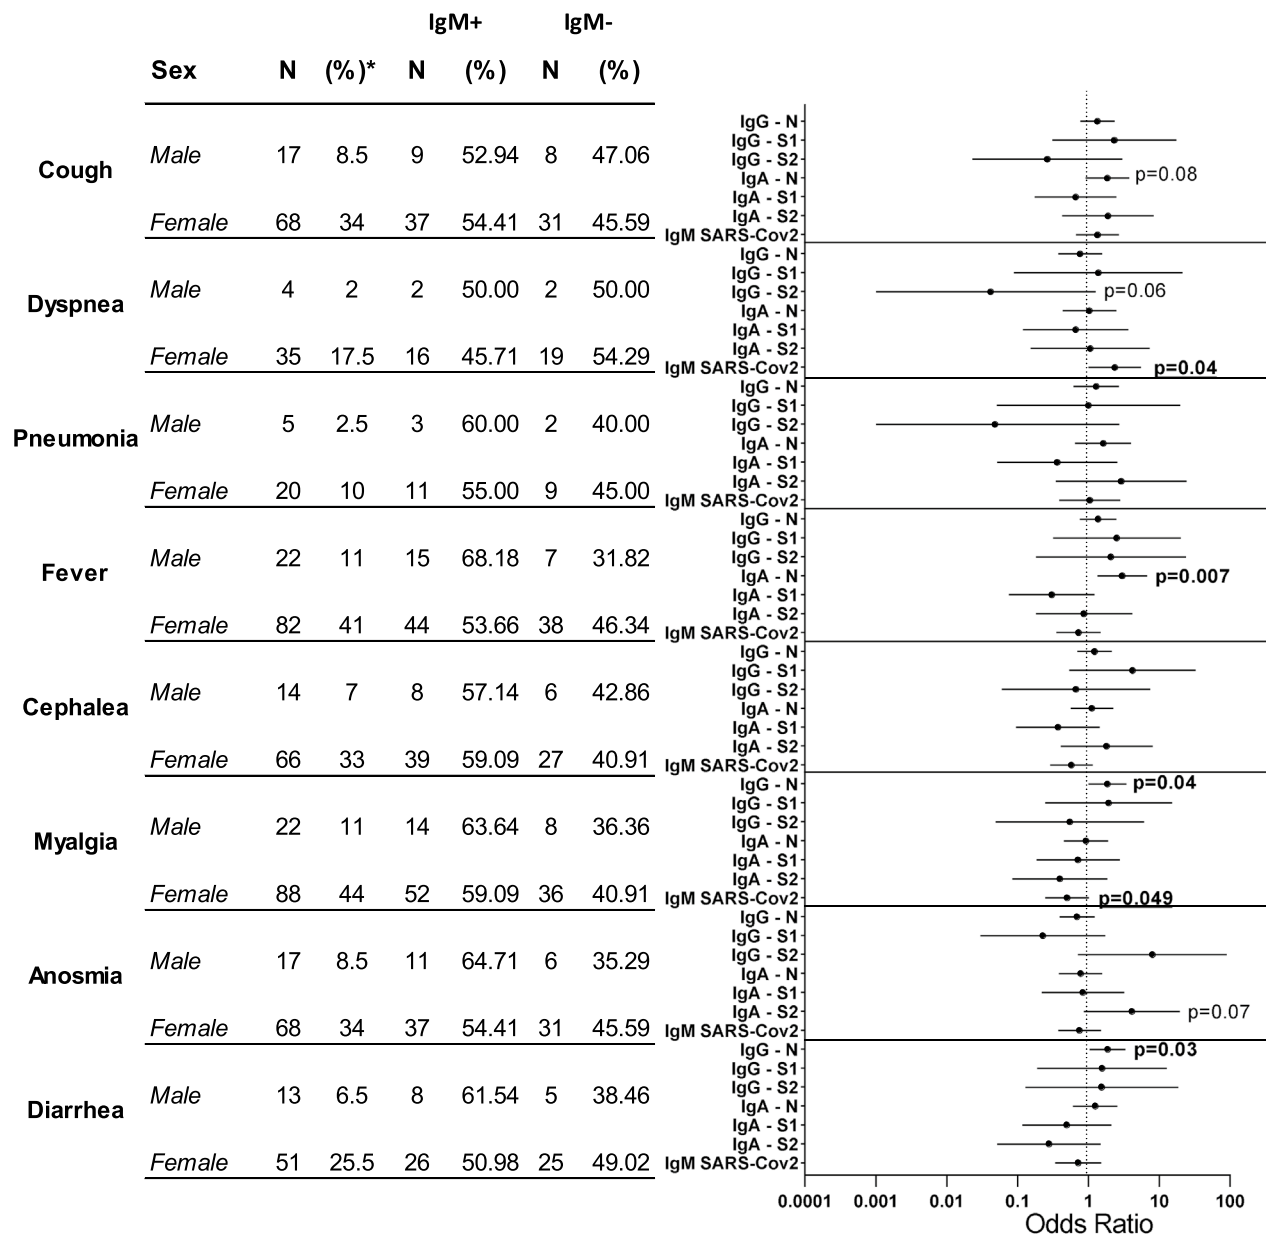 IgM+ IgM-
Sex N (%)* N (%) N (%)
Cough
Male 17 8.5 9 52.94 8 47.06
Female 68 34 37 54.41 31 45.59
Dyspnea
Male 4 2 2 50.00 2 50.00
Female 35 17.5 16 45.71 19 54.29
Pneumonia
Male 5 2.5 3 60.00 2 40.00
Female 20 10 11 55.00 9 45.00
Fever
Male 22 11 15 68.18 7 31.82
Female 82 41 44 53.66 38 46.34
Cephalea
Male 14 7 8 57.14 6 42.86
Female 66 33 39 59.09 27 40.91
Myalgia
Male 22 11 14 63.64 8 36.36
Female 88 44 52 59.09 36 40.91
Anosmia
Male 17 8.5 11 64.71 6 35.29
Female 68 34 37 54.41 31 45.59
Diarrhea
Male 13 6.5 8 61.54 5 38.46
Female 51 25.5 26 50.98 25 49.02
IgG - N
IgG - S1
IgG - S2
IgA - N p=0.08
IgA - S1
IgA - S2
IgM SARS-Cov2
IgG - N
IgG - S1
IgG - S2 p=0.06
IgA - N
IgA - S1
IgA - S2
IgM SARS-Cov2 p=0.04
IgG - N
IgG - S1
IgG - S2
IgA - N
IgA - S1
IgA - S2
IgM SARS-Cov2
IgG - N
IgG - S1
IgG - S2
IgA - N p=0.007
IgA - S1
IgA - S2
IgM SARS-Cov2
IgG - N
IgG - S1
IgG - S2
IgA - N
IgA - S1
IgA - S2
IgM SARS-Cov2
IgG - N p=0.04
IgG - S1
IgG - S2
IgA - N
IgA - S1
IgA - S2
IgM SARS-Cov2 p=0.049
IgG - N
IgG - S1
IgG - S2
IgA - N
IgA - S1
IgA - S2 p=0.07
IgM SARS-Cov2
IgG - N p=0.03
IgG - S1
IgG - S2
IgA - N
IgA - S1
IgA - S2
IgM SARS-Cov2
0.0001 0.001 0.01 0.1 1 10 100
Odds Ratio